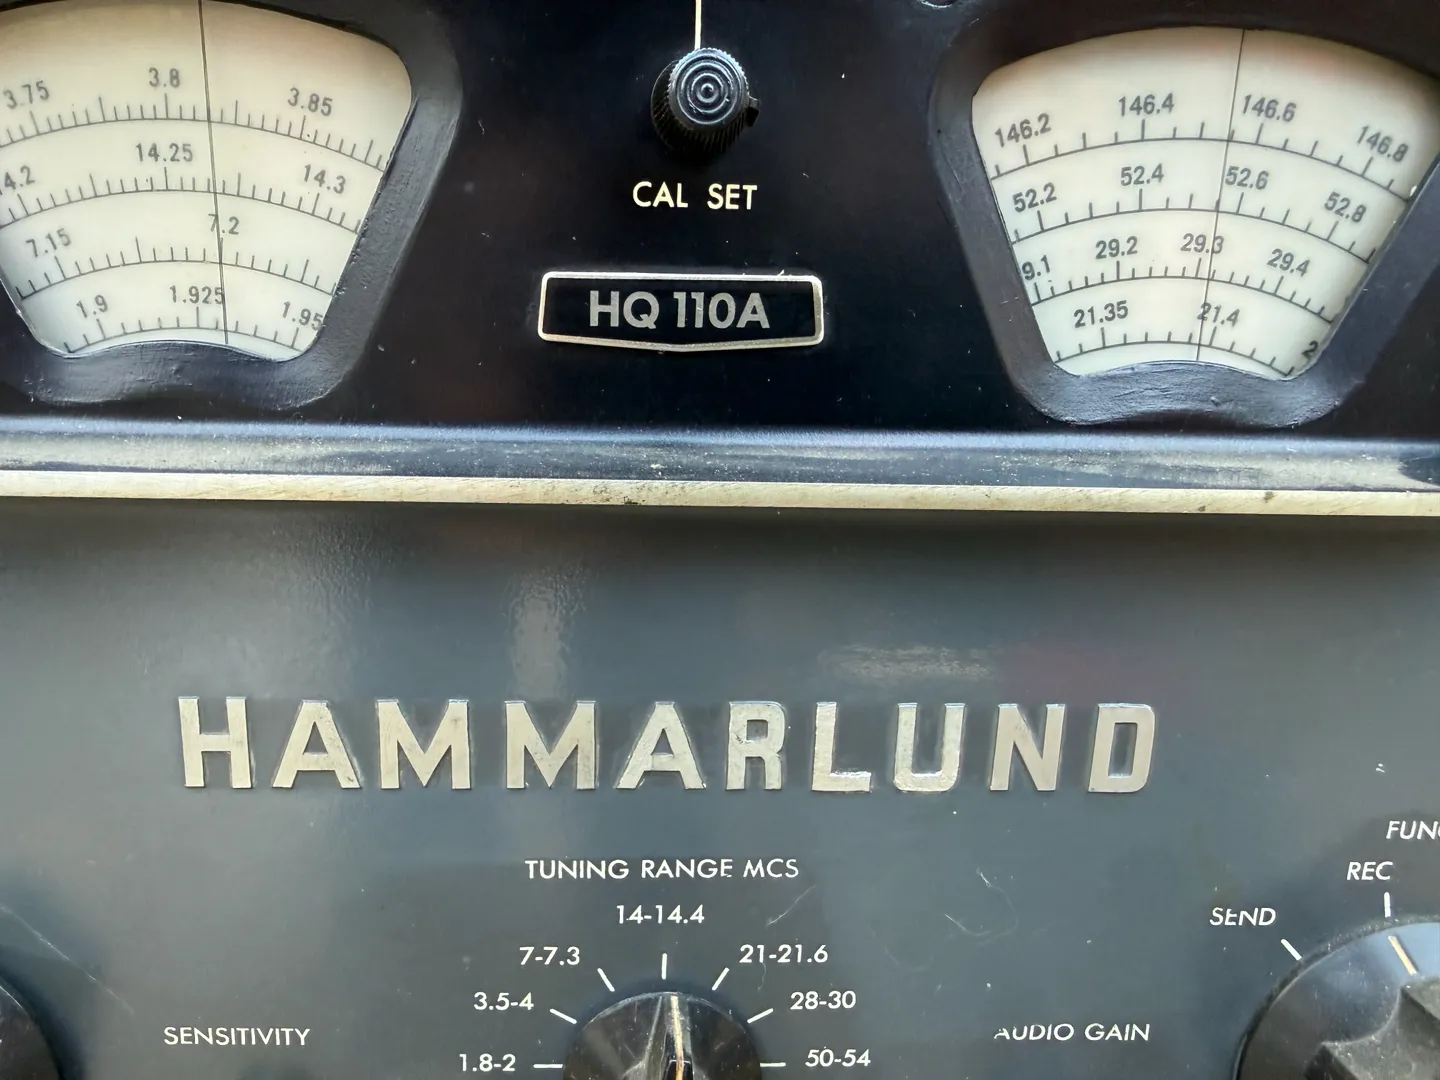 3.75 3.8 3.85
14.25 14.3
7.15 7.2
1.9 1.925 1.95
CAL SET
HQ 110A
146.2 146.4 146.6 146.8
52.2 52.4 52.6 52.8
29.2 29.3 29.4
21.35 21.4
HAMMARLUND
TUNING RANGE MCS
14-14.4
7-7.3 21-21.6
3.5-4 28-30
1.8-2 50-54
SENSITIVITY
AUDIO GAIN
REC
SEND